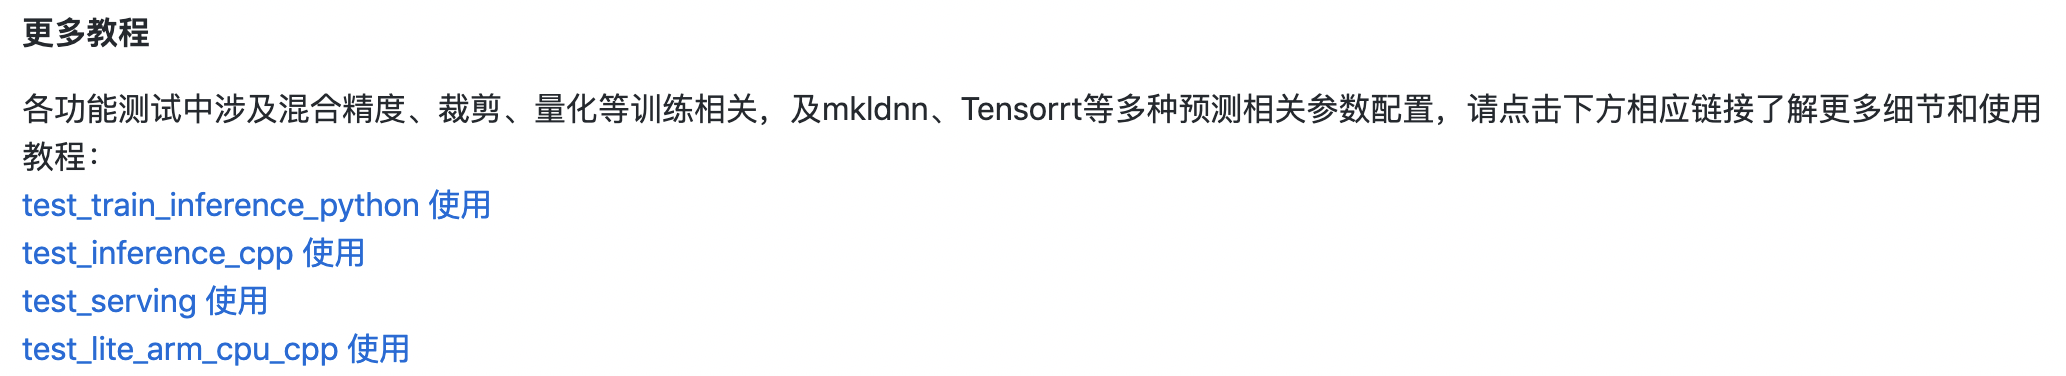 更多教程
各功能测试中涉及混合精度、裁剪、量化等训练相关，及mkldnn、Tensorrt等多种预测相关参数配置，请点击下方相应链接了解更多细节和使用
教程：
test_train_inference_python 使用
test_inference_cpp 使用
test_serving 使用
test_lite_arm_cpu_cpp 使用